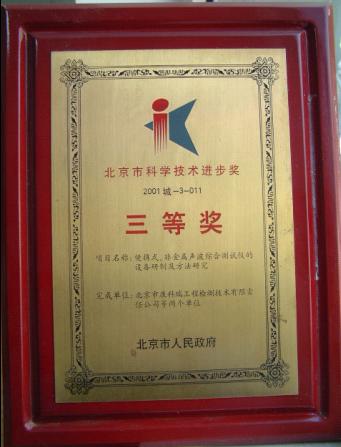 北京市科学技术进步奖
2001 城-3-011
三等奖
项目名称:便携式、非金属声波综合测试仪的
设备研制及方法研究
完成单位:北京市康科瑞工程检测技术有限责
任公司等两个单位
北京市人民政府